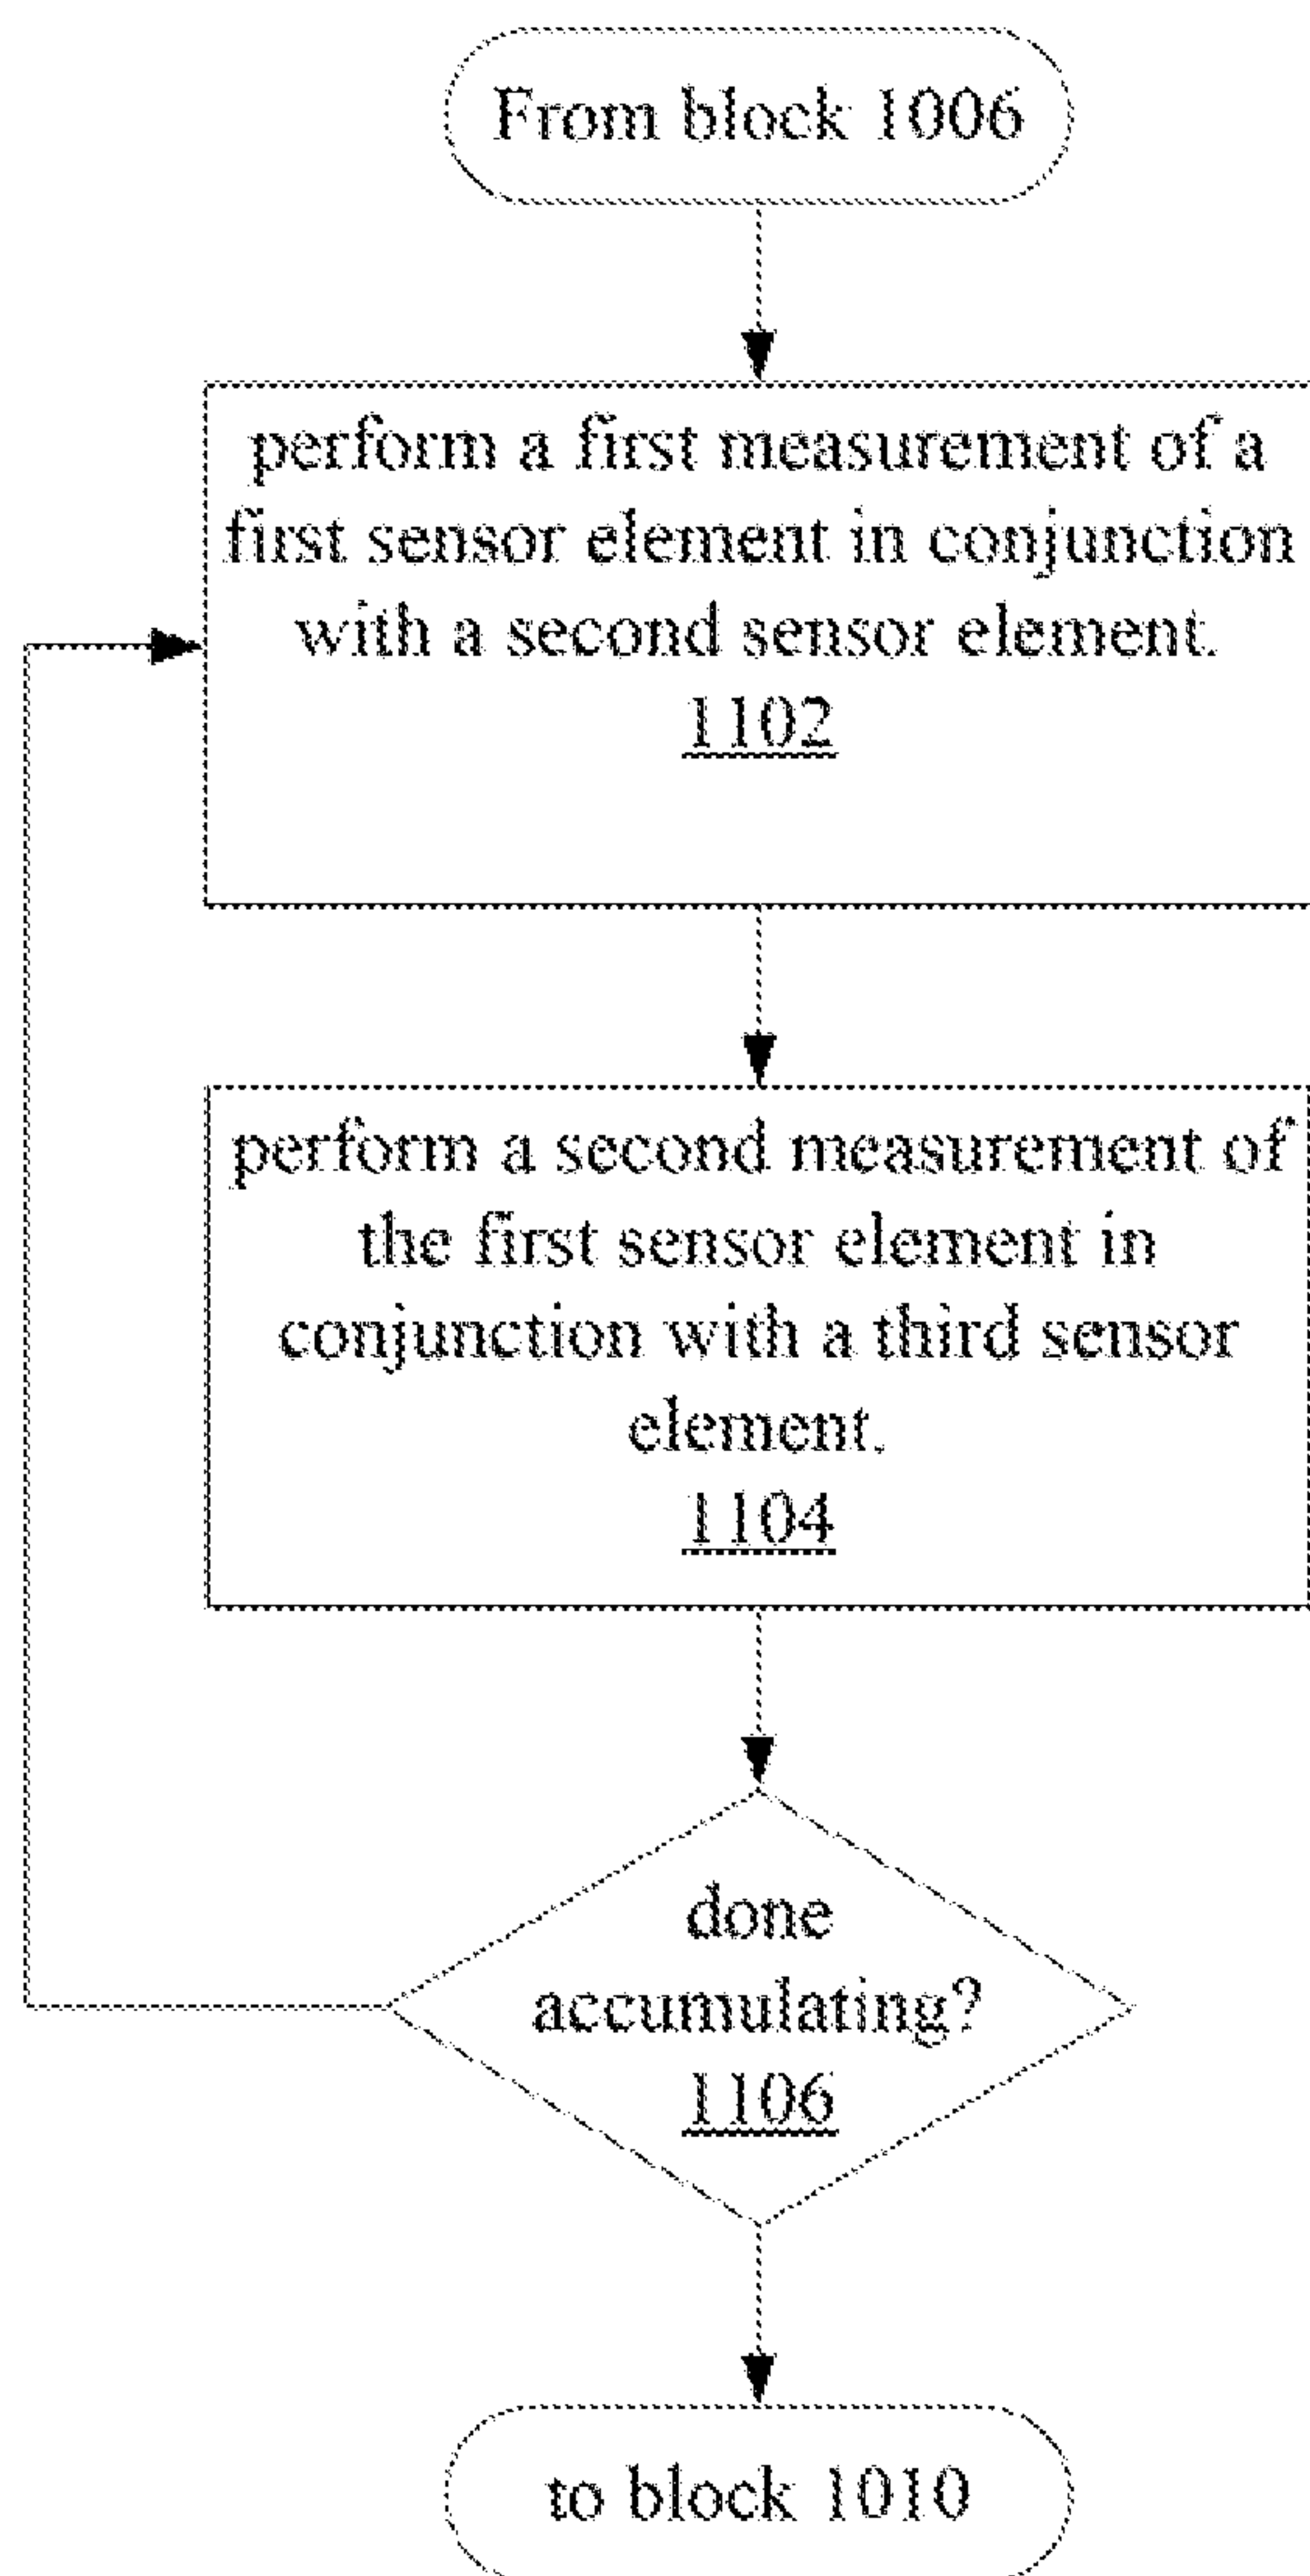 From block 1006
perform a first measurement of a
first sensor element in conjunction
with a second sensor element.
1102
perform a second measurement of
the first sensor element in
conjunction with a third sensor
element.
1104
done
accumulating?
1106
to block 1010